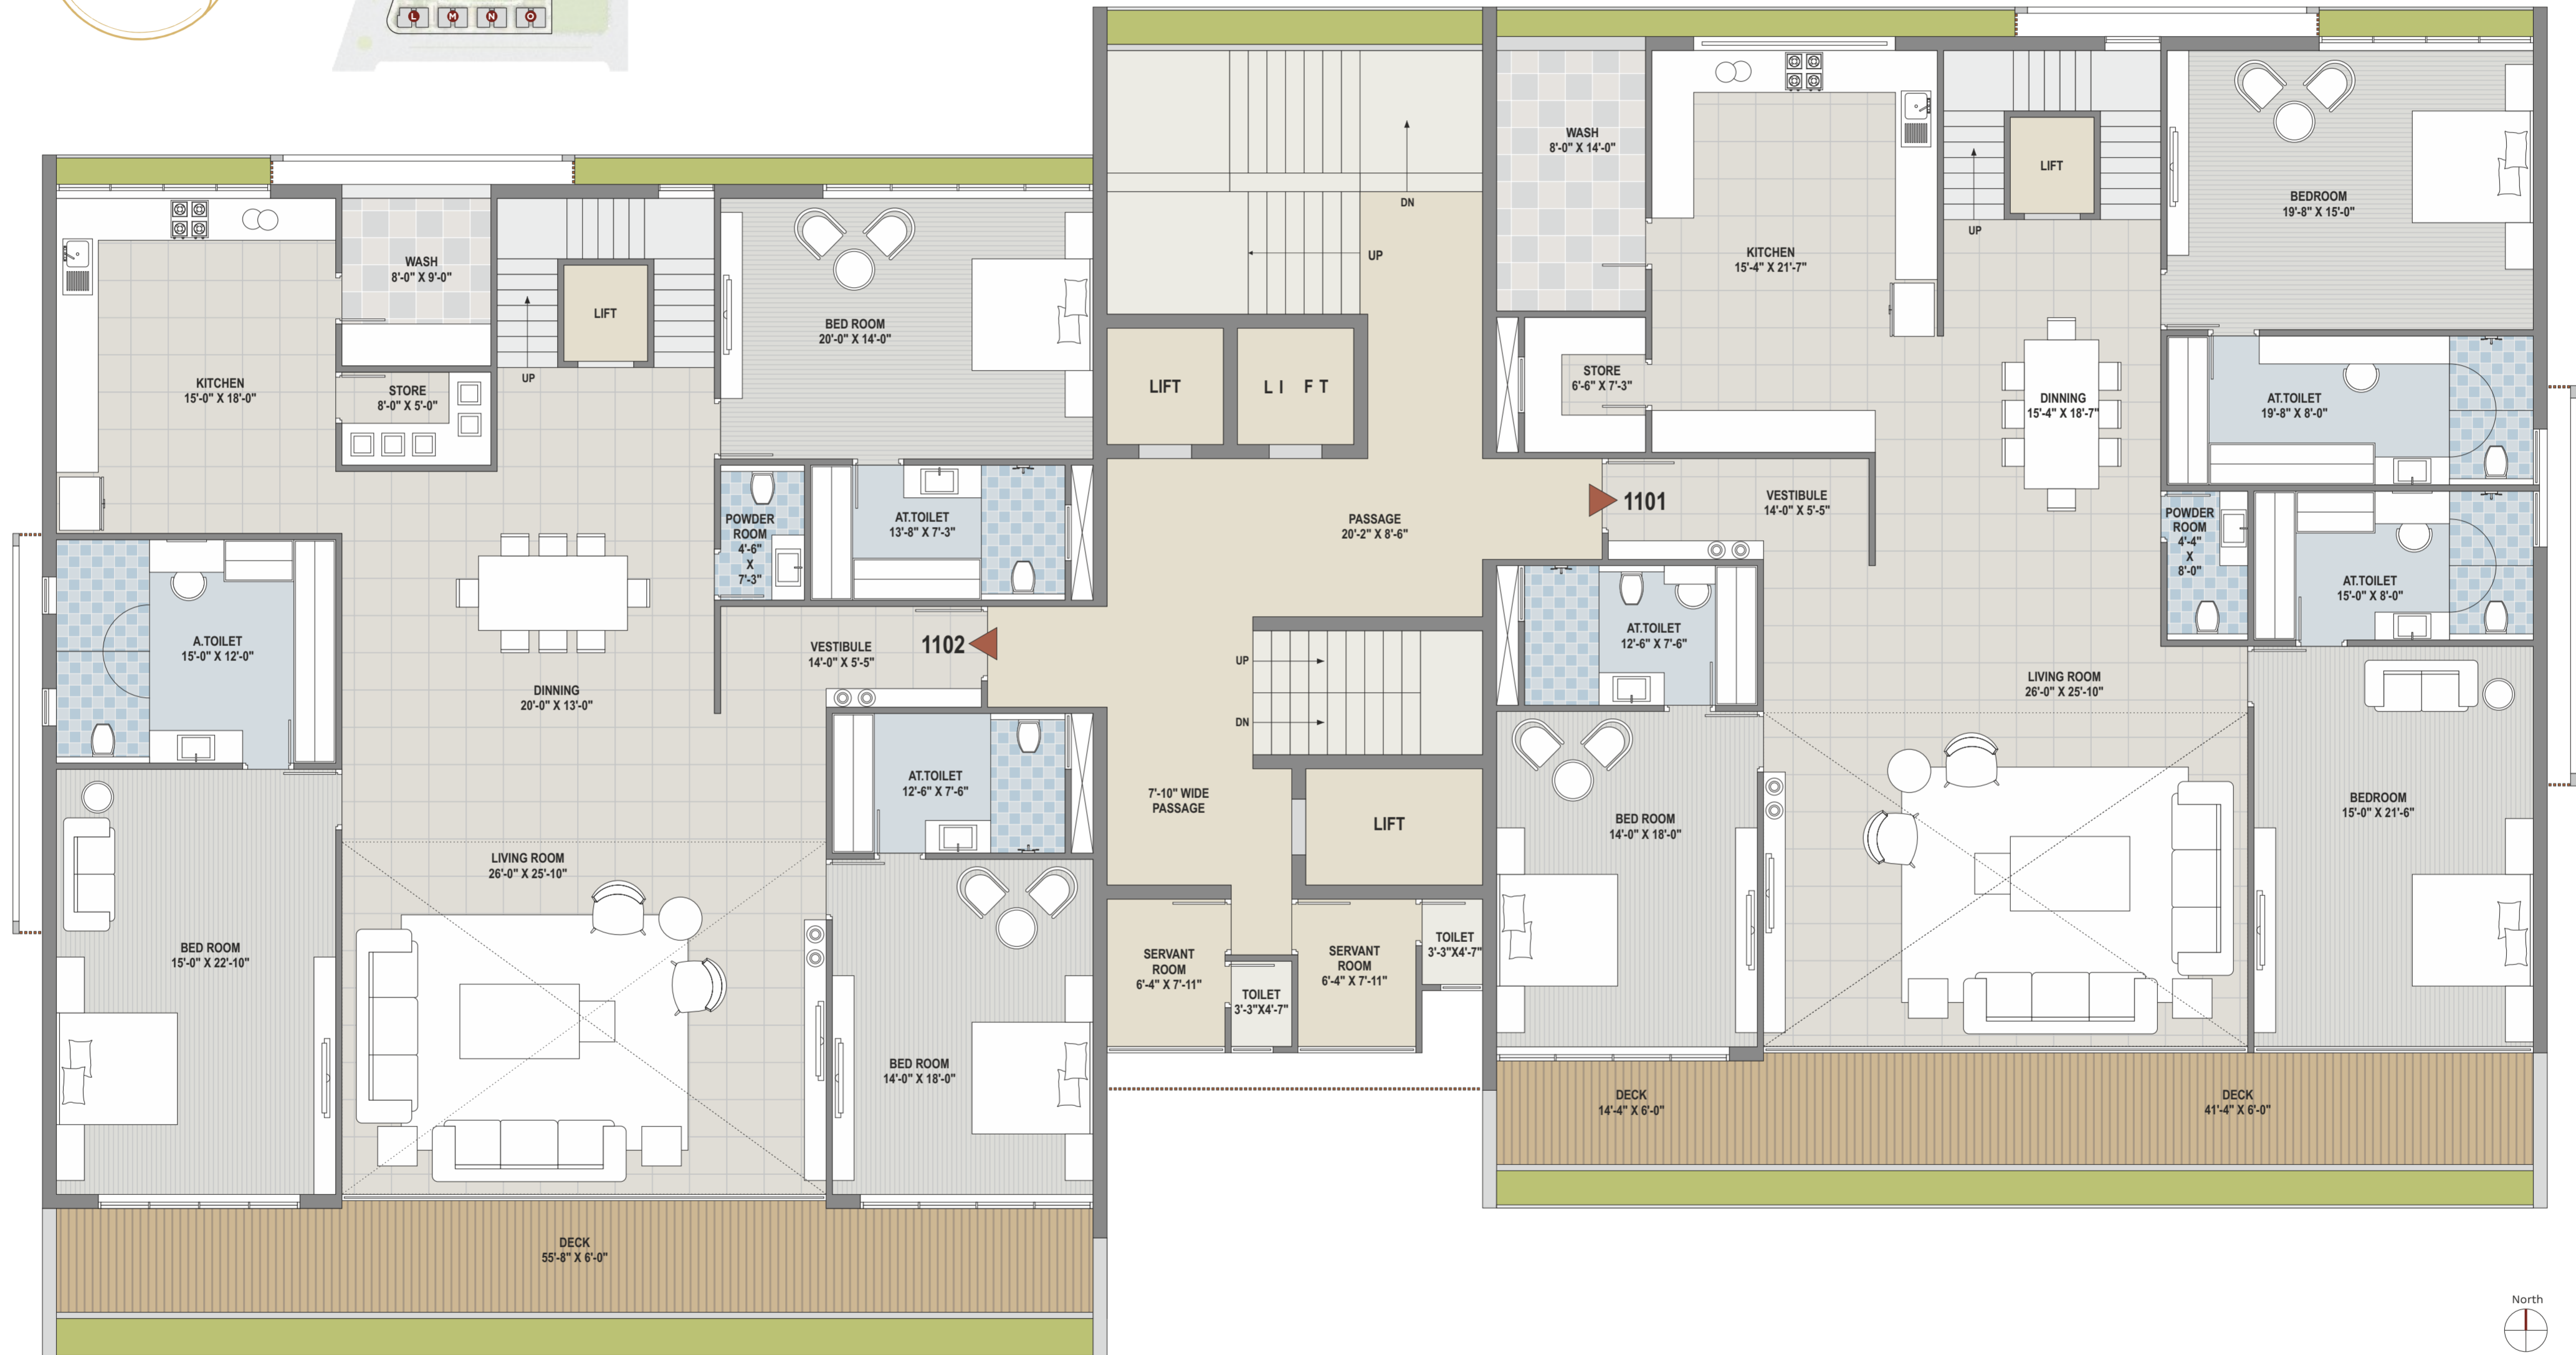 L M N O
WASH
8'-0" X 14'-0"
KITCHEN
15'-4" X 21'-7"
LIFT
UP
BEDROOM
19'-8" X 15'-0"
DN
UP
WASH
8'-0" X 9'-0"
LIFT
UP
BED ROOM
20'-0" X 14'-0"
KITCHEN
15'-0" X 18'-0"
STORE
8'-0" X 5'-0"
LIFT
LI FT
STORE
6'-6" X 7'-3"
DINNING
15'-4" X 18'-7"
AT.TOILET
19'-8" X 8'-0"
POWDER
ROOM
4'-6"
X
7'-3"
AT.TOILET
13'-8" X 7'-3"
PASSAGE
20'-2" X 8'-6"
1101
VESTIBULE
14'-0" X 5'-5"
POWDER
ROOM
4'-4"
X
8'-0"
AT.TOILET
15'-0" X 8'-0"
A.TOILET
15'-0" X 12'-0"
DINNING
20'-0" X 13'-0"
VESTIBULE
14'-0" X 5'-5"
1102
UP
DN
AT.TOILET
12'-6" X 7'-6"
LIVING ROOM
26'-0" X 25'-10"
AT.TOILET
12'-6" X 7'-6"
7'-10" WIDE
PASSAGE
LIFT
BED ROOM
14'-0" X 18'-0"
BEDROOM
15'-0" X 21'-6"
LIVING ROOM
26'-0" X 25'-10"
BED ROOM
15'-0" X 22'-10"
SERVANT
ROOM
6'-4" X 7'-11"
TOILET
3'-3"X4'-7"
SERVANT
ROOM
6'-4" X 7'-11"
TOILET
3'-3"X4'-7"
BED ROOM
14'-0" X 18'-0"
DECK
14'-4" X 6'-0"
DECK
41'-4" X 6'-0"
DECK
55'-8" X 6'-0"
North